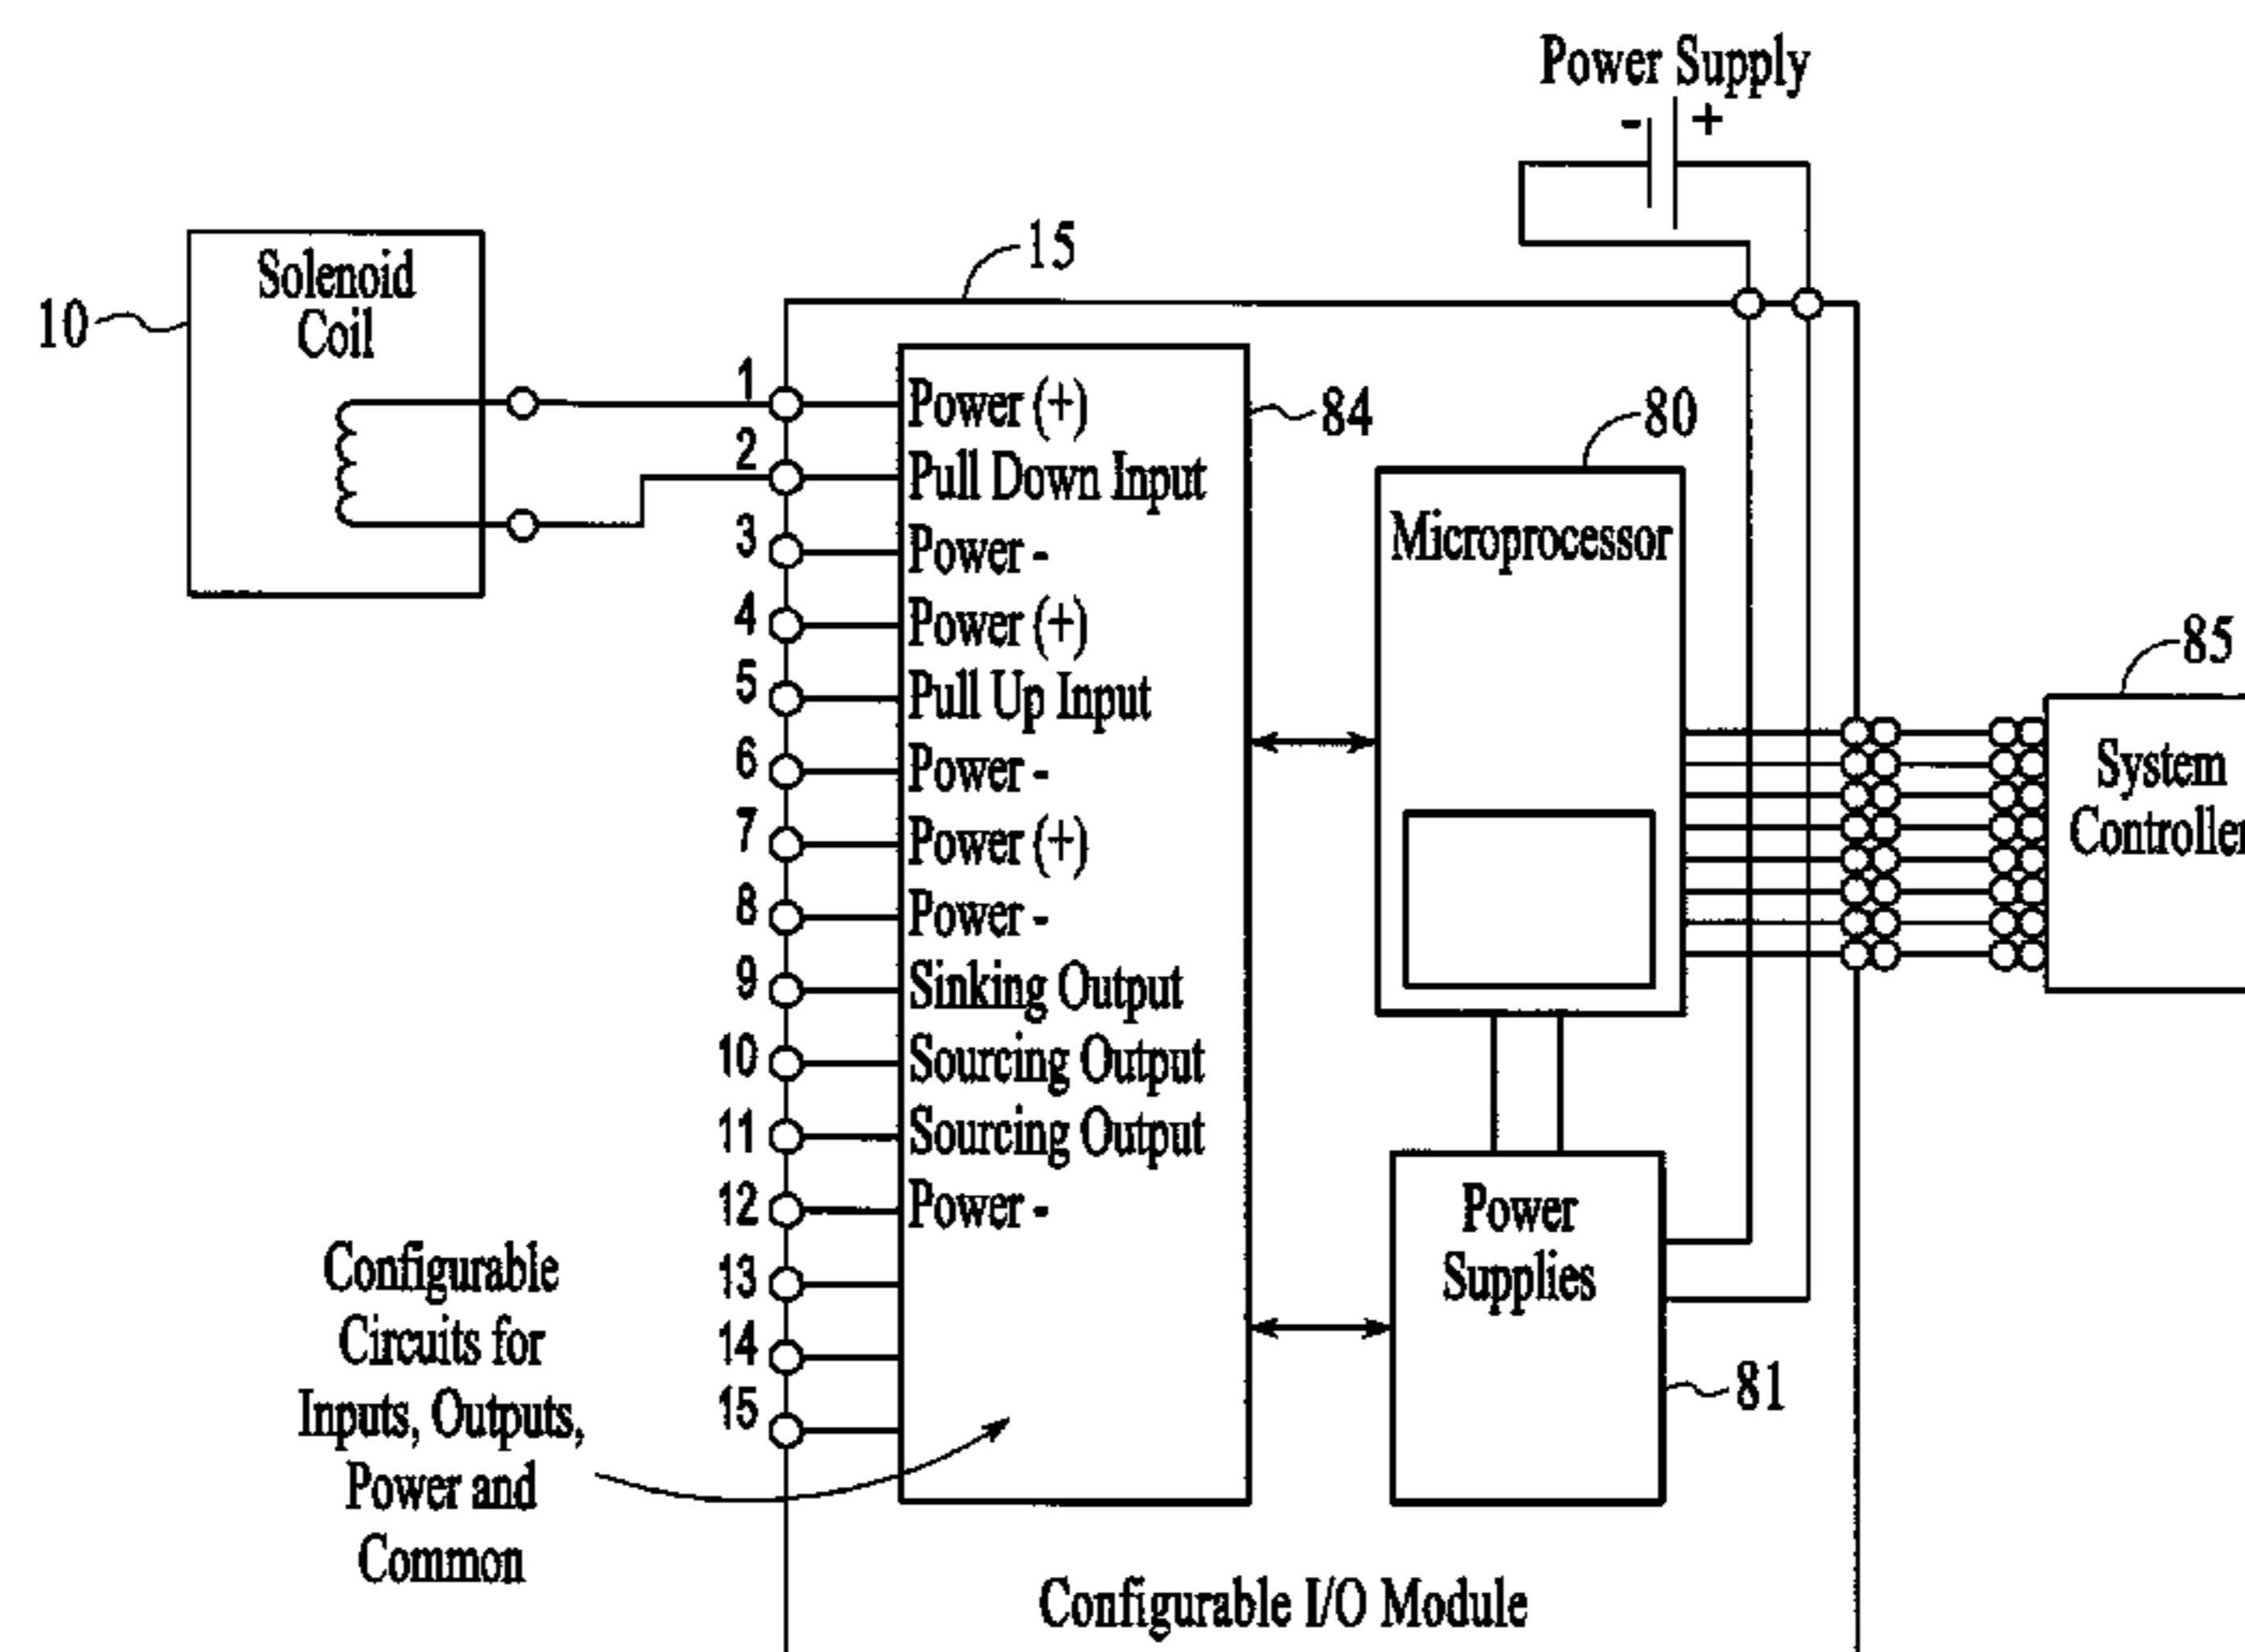 Power Supply
- +
15
Solenoid
Coil
10
1 Power (+)
84
80
2 Pull Down Input
3 Power -
Microprocessor
4 Power (+)
5 Pull Up Input
85
6 Power -
System
Controller
7 Power (+)
8 Power -
9 Sinking Output
10 Sourcing Output
11 Sourcing Output
12 Power -
Power
Supplies
13
14
15
81
Configurable
Circuits for
Inputs, Outputs,
Power and
Common
Configurable I/O Module